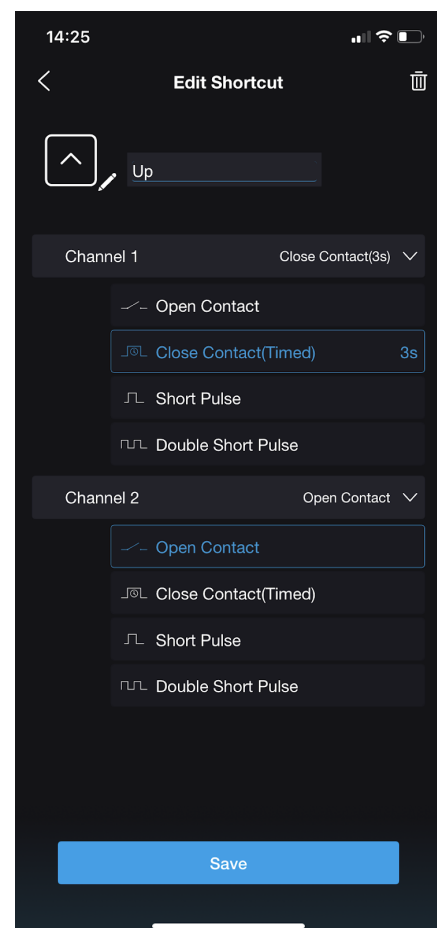 14:25
Edit Shortcut
Up
Channel 1 Close Contact(3s)
Open Contact
Close Contact(Timed) 3s
Short Pulse
Double Short Pulse
Channel 2 Open Contact
Open Contact
Close Contact(Timed)
Short Pulse
Double Short Pulse
Save